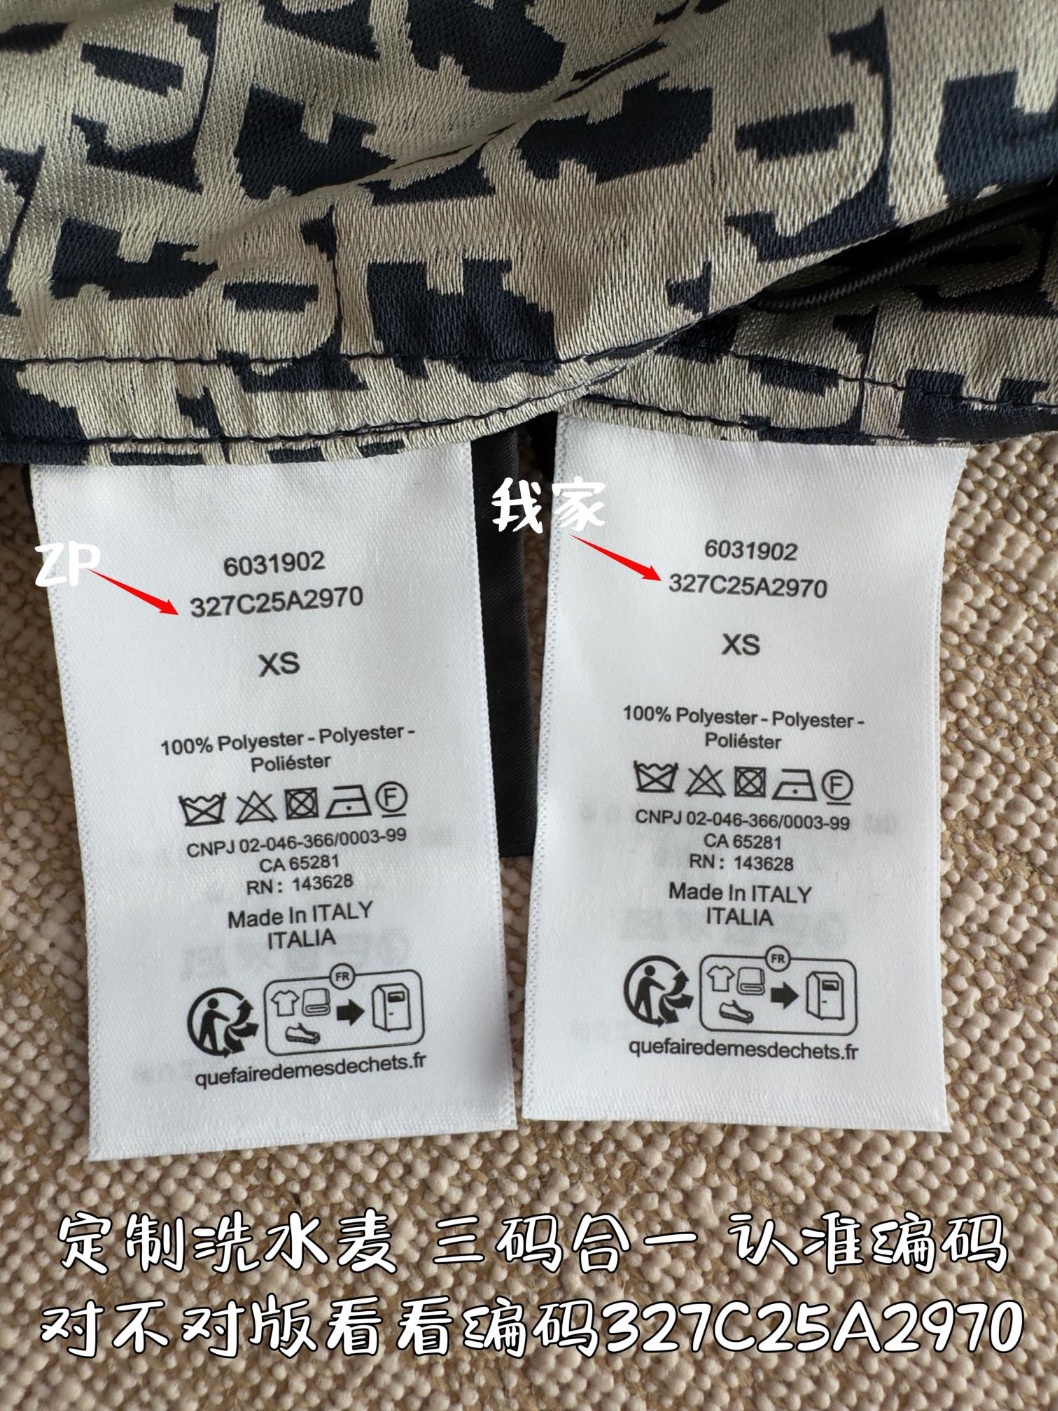 ZP
6031902
327C25A2970
XS
100% Polyester - Polyester -
Poliéster
F
CNPJ 02-046-366/0003-99
CA 65281
RN : 143628
Made In ITALY
ITALIA
FR
quefairedemesdechets.fr
我家
6031902
327C25A2970
XS
100% Polyester - Polyester -
Poliéster
F
CNPJ 02-046-366/0003-99
CA 65281
RN : 143628
Made In ITALY
ITALIA
FR
quefairedemesdechets.fr
定制洗水麦 三码合一 认准编码
对不对版看看编码327C25A2970